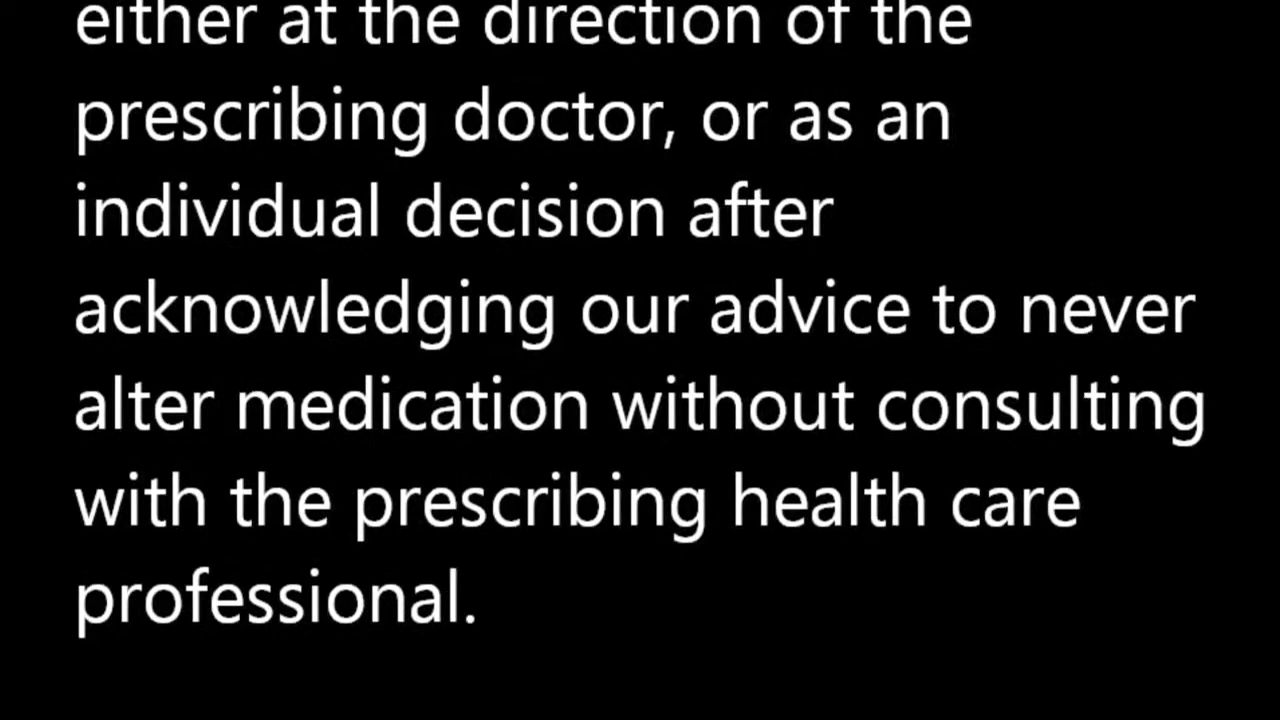 either at the direction of the
prescribing doctor, or as an
individual decision after
acknowledging our advice to never
alter medication without consulting
with the prescribing health care
professional.